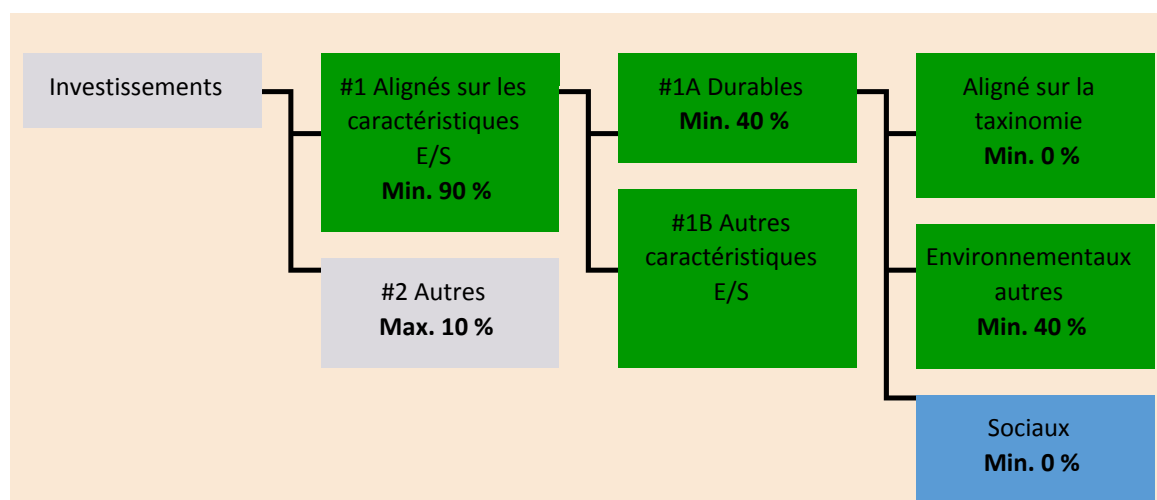 Investissements
#1 Alignés sur les
caractéristiques
E/S
Min. 90 %
#2 Autres
Max. 10 %
#1A Durables
Min. 40 %
#1B Autres
caractéristiques
E/S
Aligné sur la
taxinomie
Min. 0 %
Environnementaux
autres
Min. 40 %
Sociaux
Min. 0 %